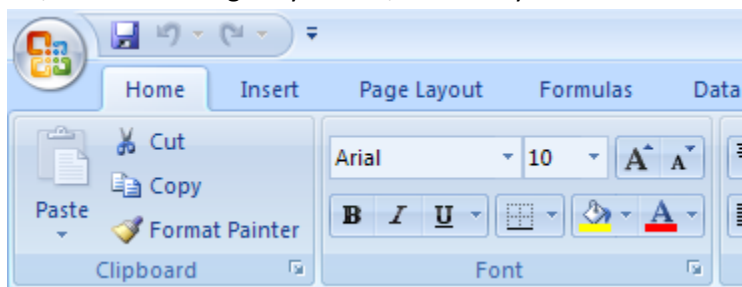 Home Insert Page Layout Formulas Data
Cut
Arial 10 A A
Copy
Paste
B I U A
Format Painter
Clipboard Font